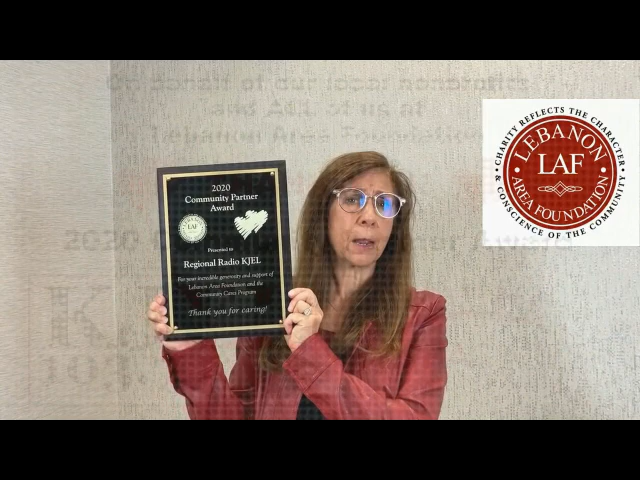 On behalf of our local nonprofits
and ALL of us at
Lebanon Area Foundation
CHARITY REFLECTS THE CHARACTER
LEBANON
LAF
AREA FOUNDATION
CONSCIENCE OF THE COMMUNITY
2020
Community Partner
Award
LAF
Presented to
Regional Radio KJEL
For your incredible generosity and support of
Lebanon Area Foundation and the
Community Cares Program
Thank you for caring!
2020